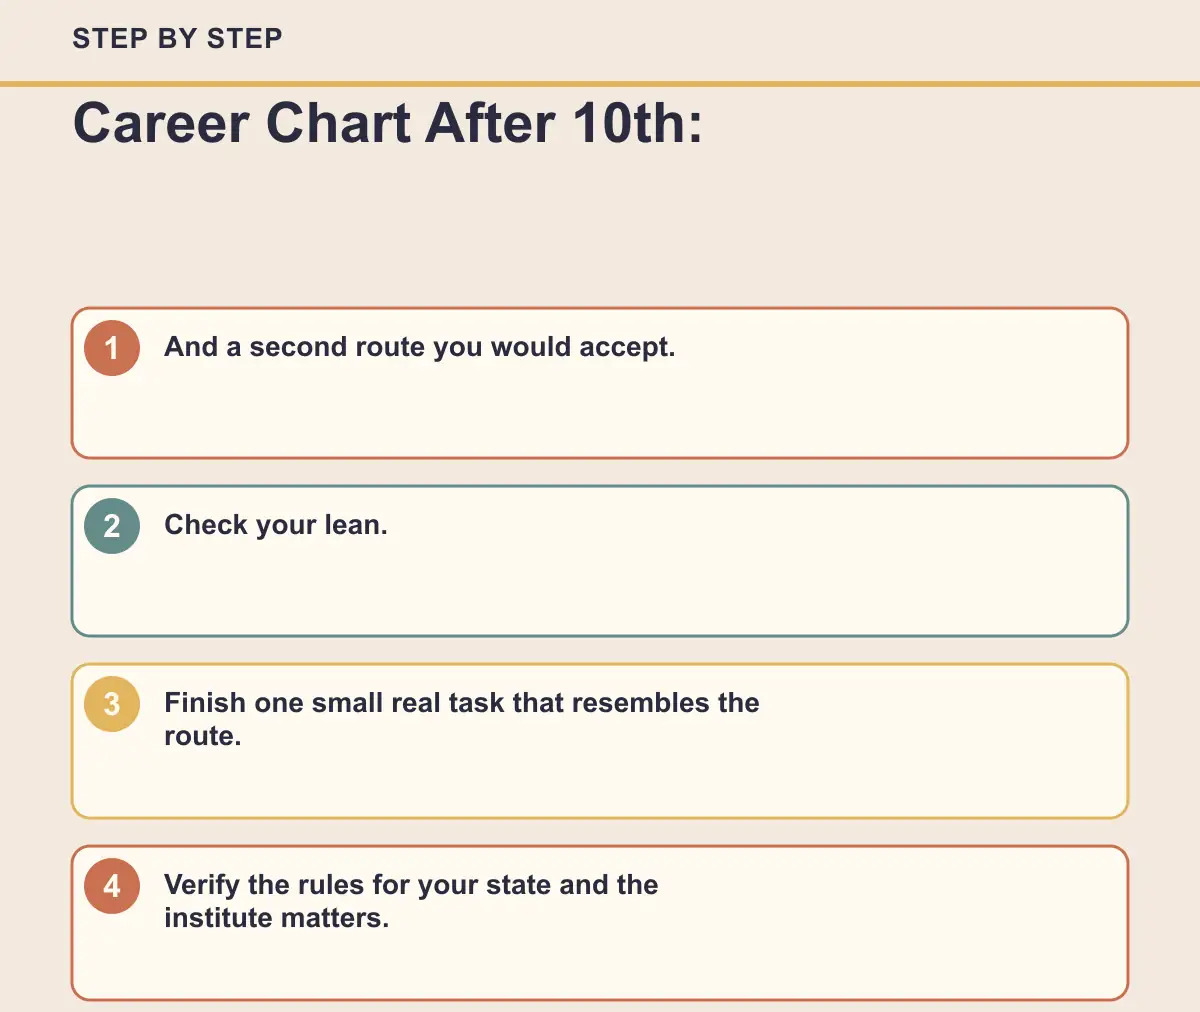 STEP BY STEP
Career Chart After 10th:
1
And a second route you would accept.
2
Check your lean.
3
Finish one small real task that resembles the
route.
4
Verify the rules for your state and the
institute matters.